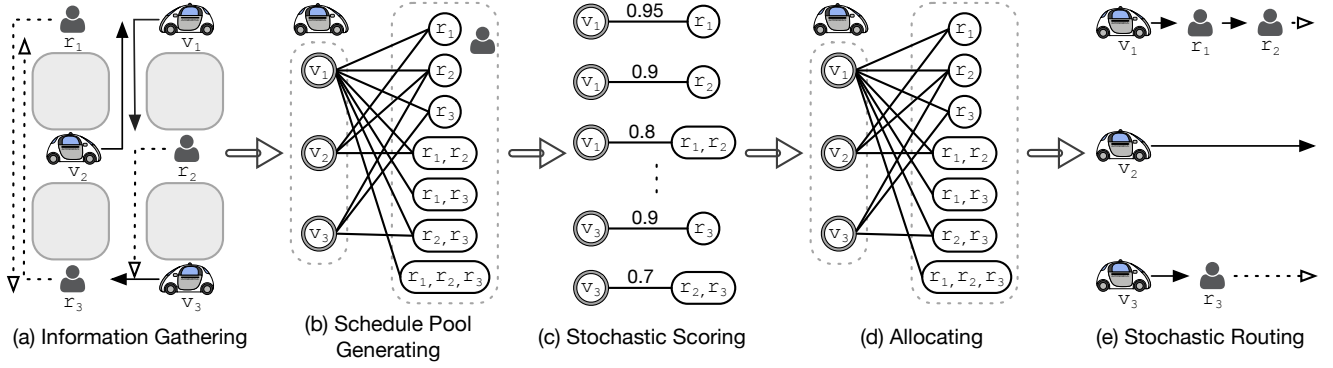 r1
v1
v2
r2
r3
v3
(a) Information Gathering
v1
v2
v3
r1
r2
r3
r1,r2
r1,r3
r2,r3
r1,r2,r3
(b) Schedule Pool
Generating
v1 0.95 r1
v1 0.9 r2
v1 0.8 r1,r2
v3 0.9 r3
v3 0.7 r2,r3
(c) Stochastic Scoring
v1
v2
v3
r1
r2
r3
r1,r2
r1,r3
r2,r3
r1,r2,r3
(d) Allocating
v1 r1 r2
v2
v3 r3
(e) Stochastic Routing